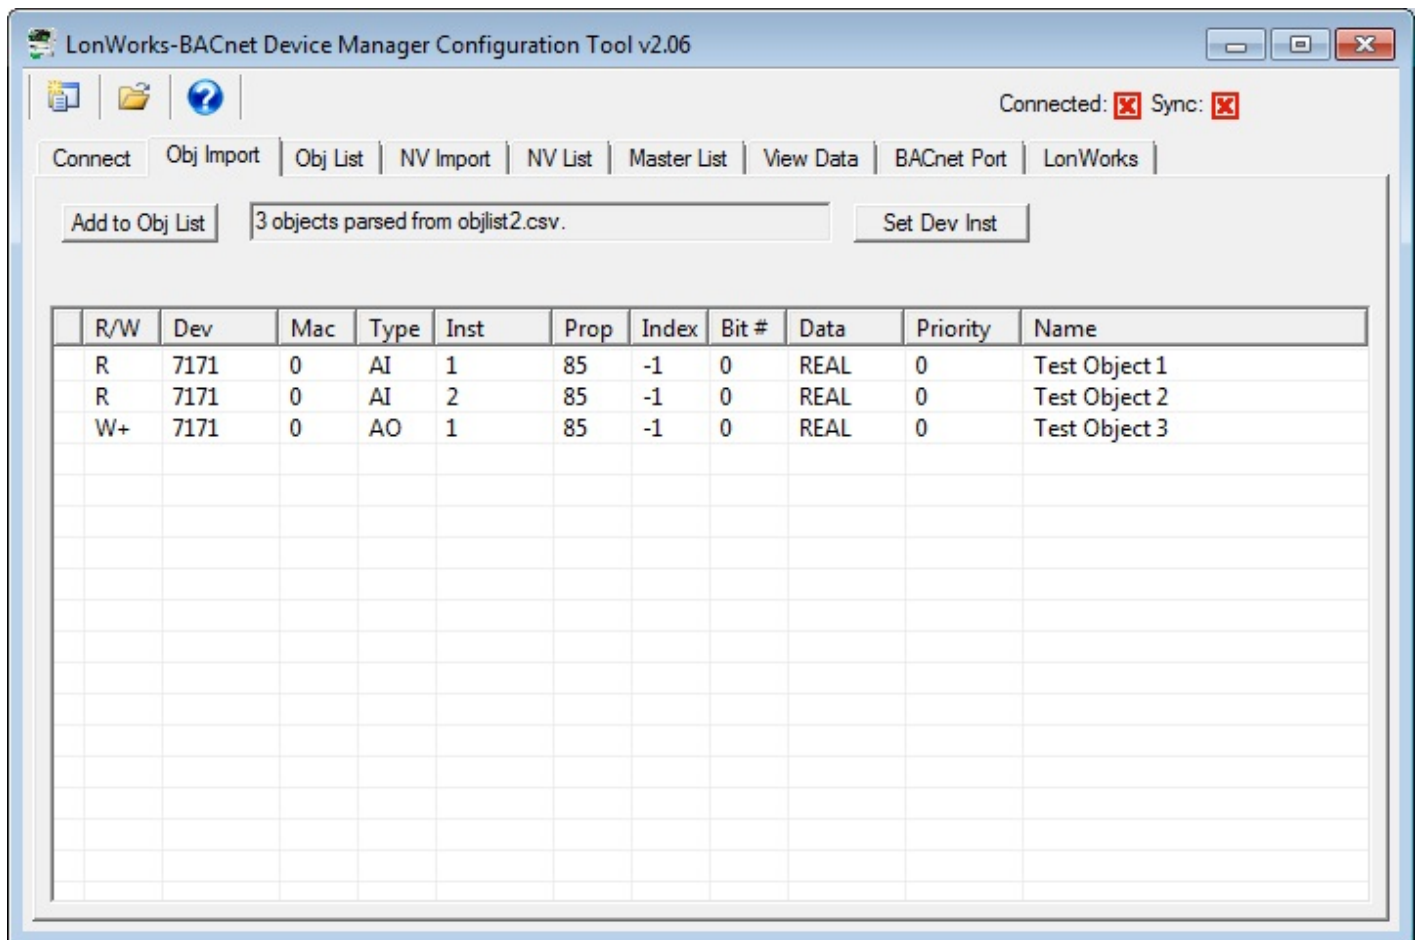 LonWorks-BACnet Device Manager Configuration Tool v2.06
Connected: Sync:
Connect Obj Import Obj List NV Import NV List Master List View Data BACnet Port LonWorks
Add to Obj List 3 objects parsed from objlist2.csv. Set Dev Inst
R/W Dev Mac Type Inst Prop Index Bit # Data Priority Name
R 7171 0 AI 1 85 -1 0 REAL 0 Test Object 1
R 7171 0 AI 2 85 -1 0 REAL 0 Test Object 2
W+ 7171 0 AO 1 85 -1 0 REAL 0 Test Object 3